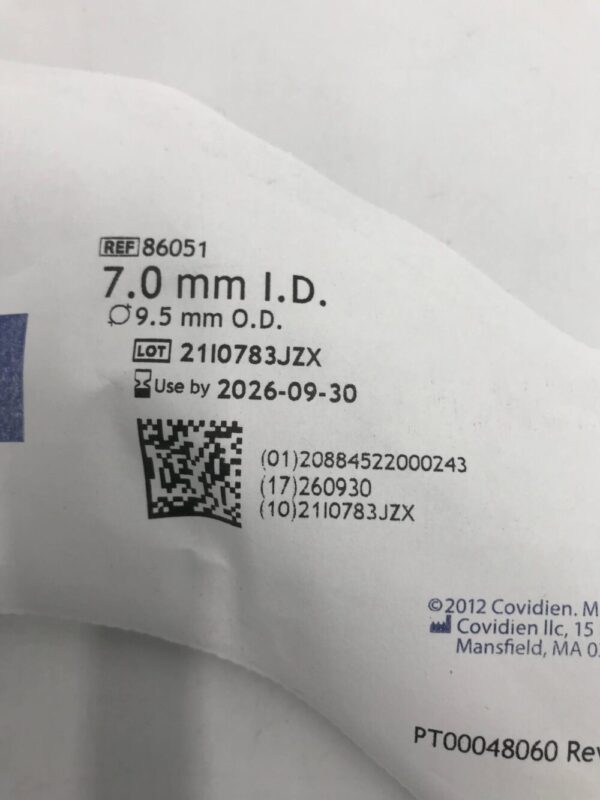 REF 86051
7.0 mm I.D.
9.5 mm O.D.
LOT 21I0783JZX
Use by 2026-09-30
(01)20884522000243
(17)260930
(10)21I0783JZX
©2012 Covidien.
Covidien llc, 15
Mansfield, MA
PT00048060